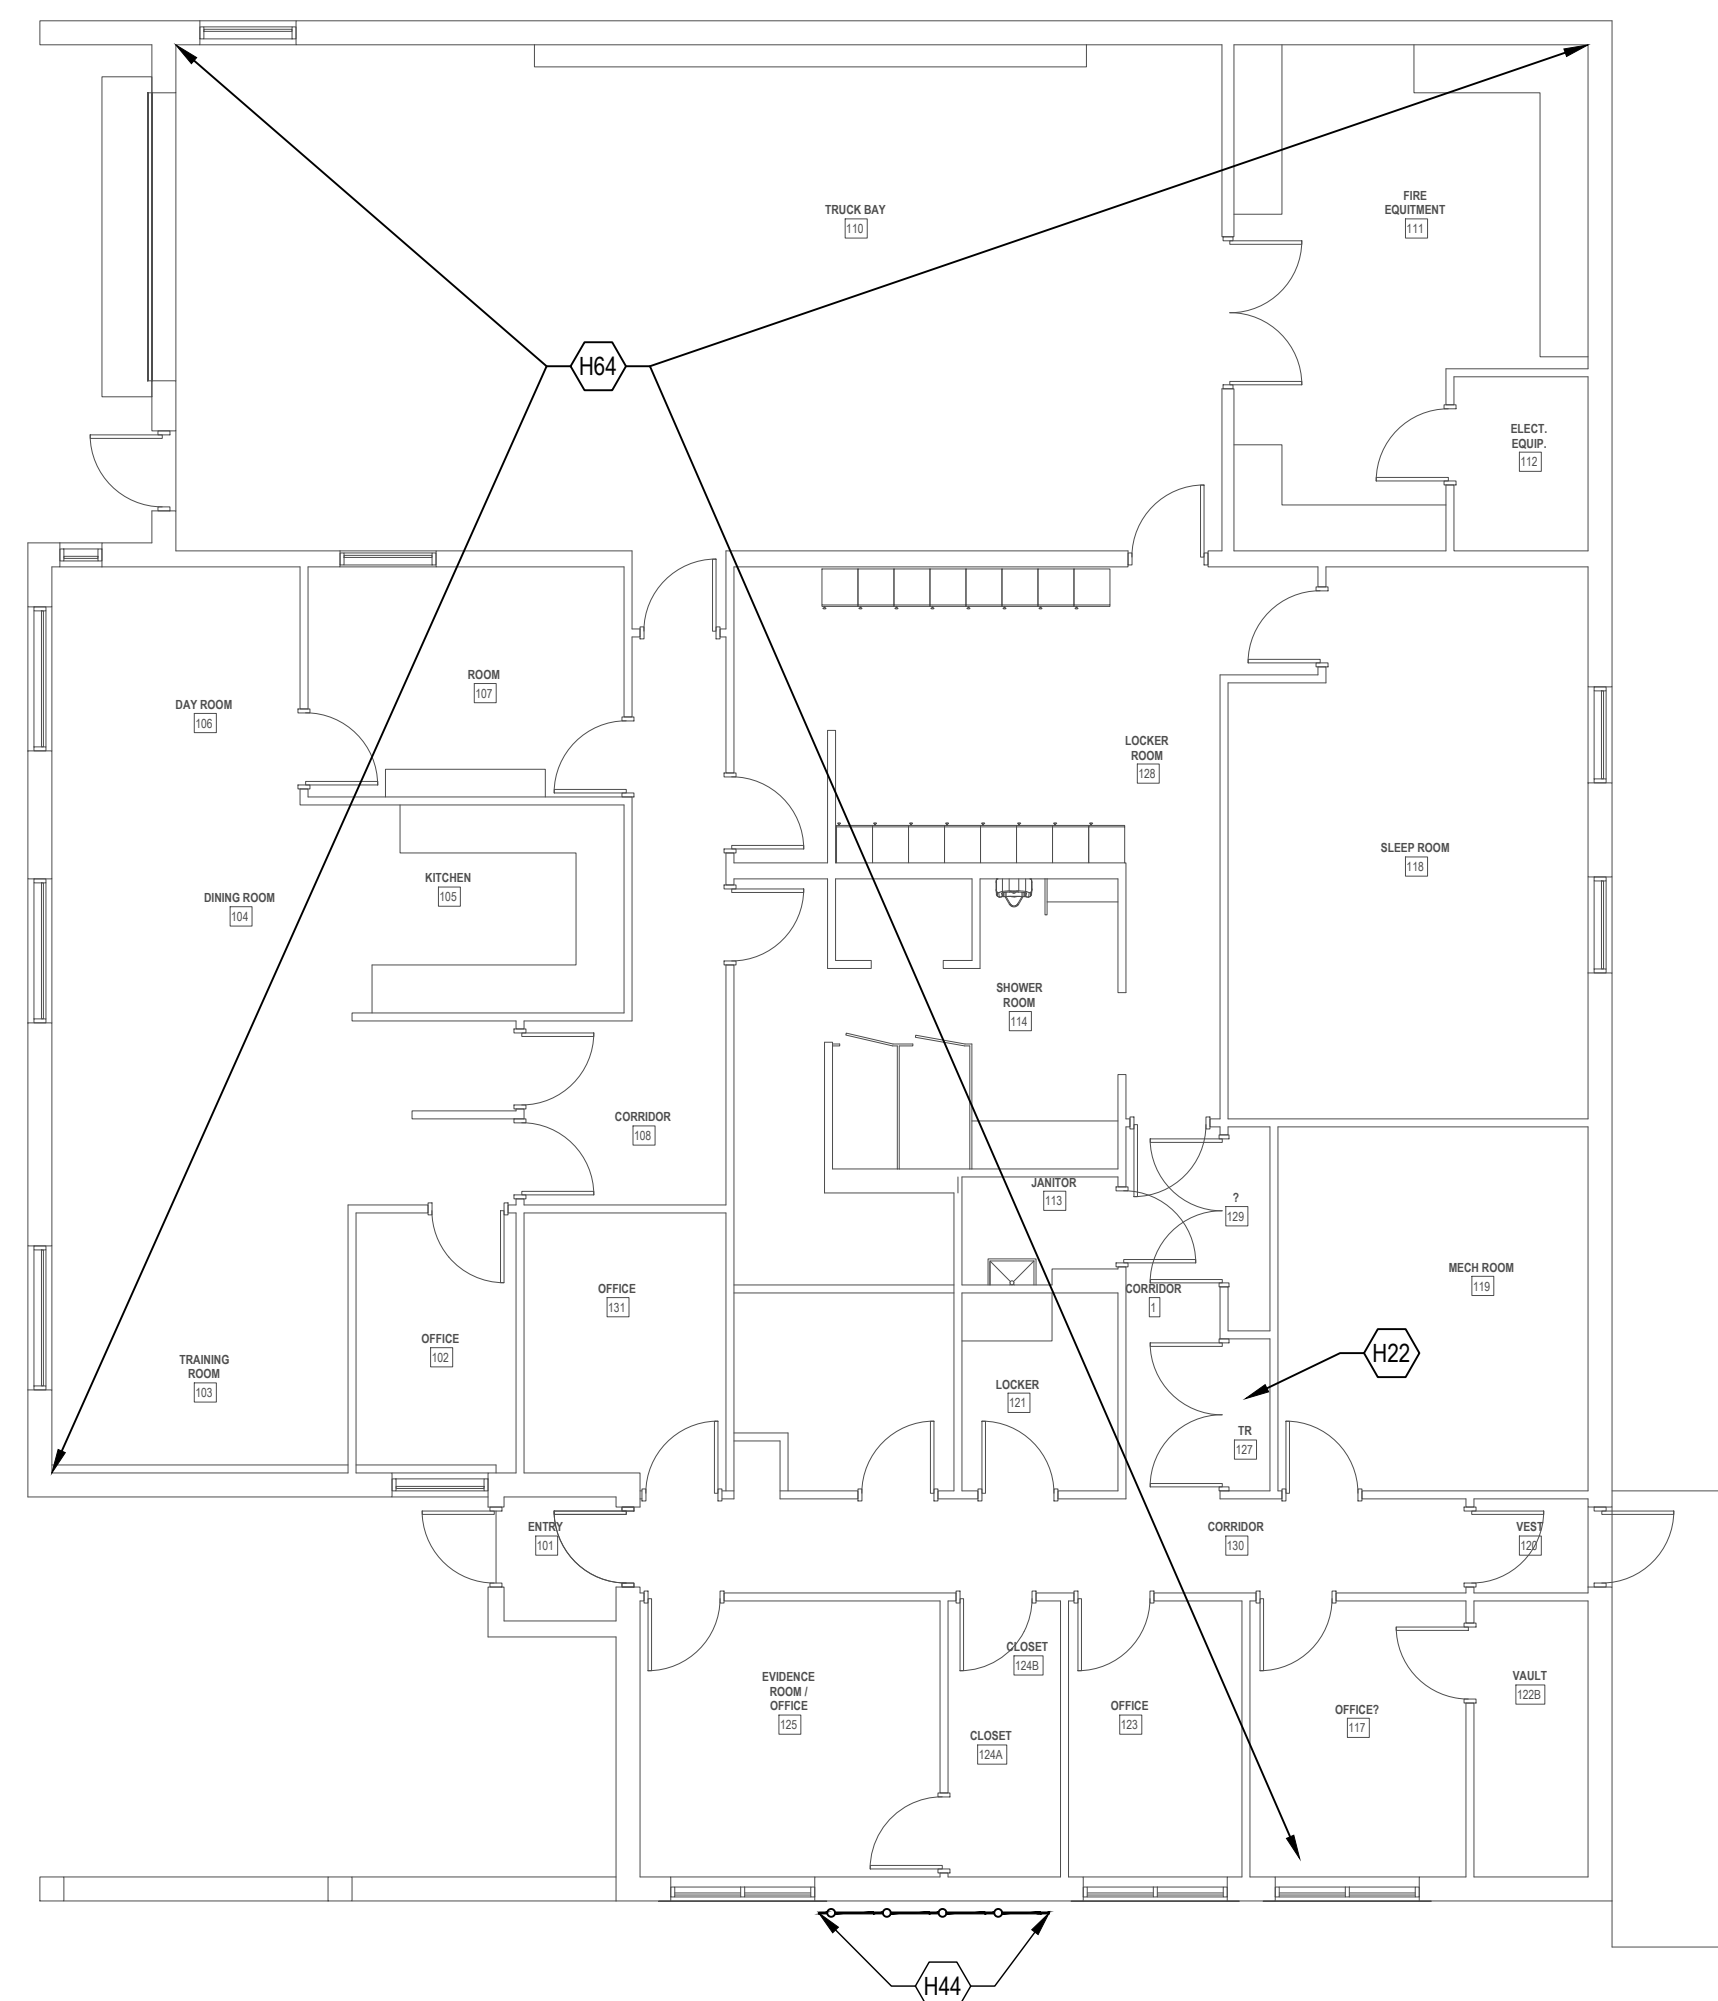 TRUCK BAY
110
FIRE
EQUITMENT
111
H64
ELECT.
EQUIP.
112
ROOM
107
DAY ROOM
106
LOCKER
ROOM
128
SLEEP ROOM
118
KITCHEN
105
DINING ROOM
104
SHOWER
ROOM
114
CORRIDOR
108
JANITOR
113
?
129
MECH ROOM
119
OFFICE
131
CORRIDOR
1
OFFICE
102
H22
TRAINING
ROOM
103
LOCKER
121
TR
127
ENTRY
101
CORRIDOR
130
VEST
120
CLOSET
124B
EVIDENCE
ROOM /
OFFICE
125
VAULT
122B
OFFICE
123
OFFICE?
117
CLOSET
124A
H44